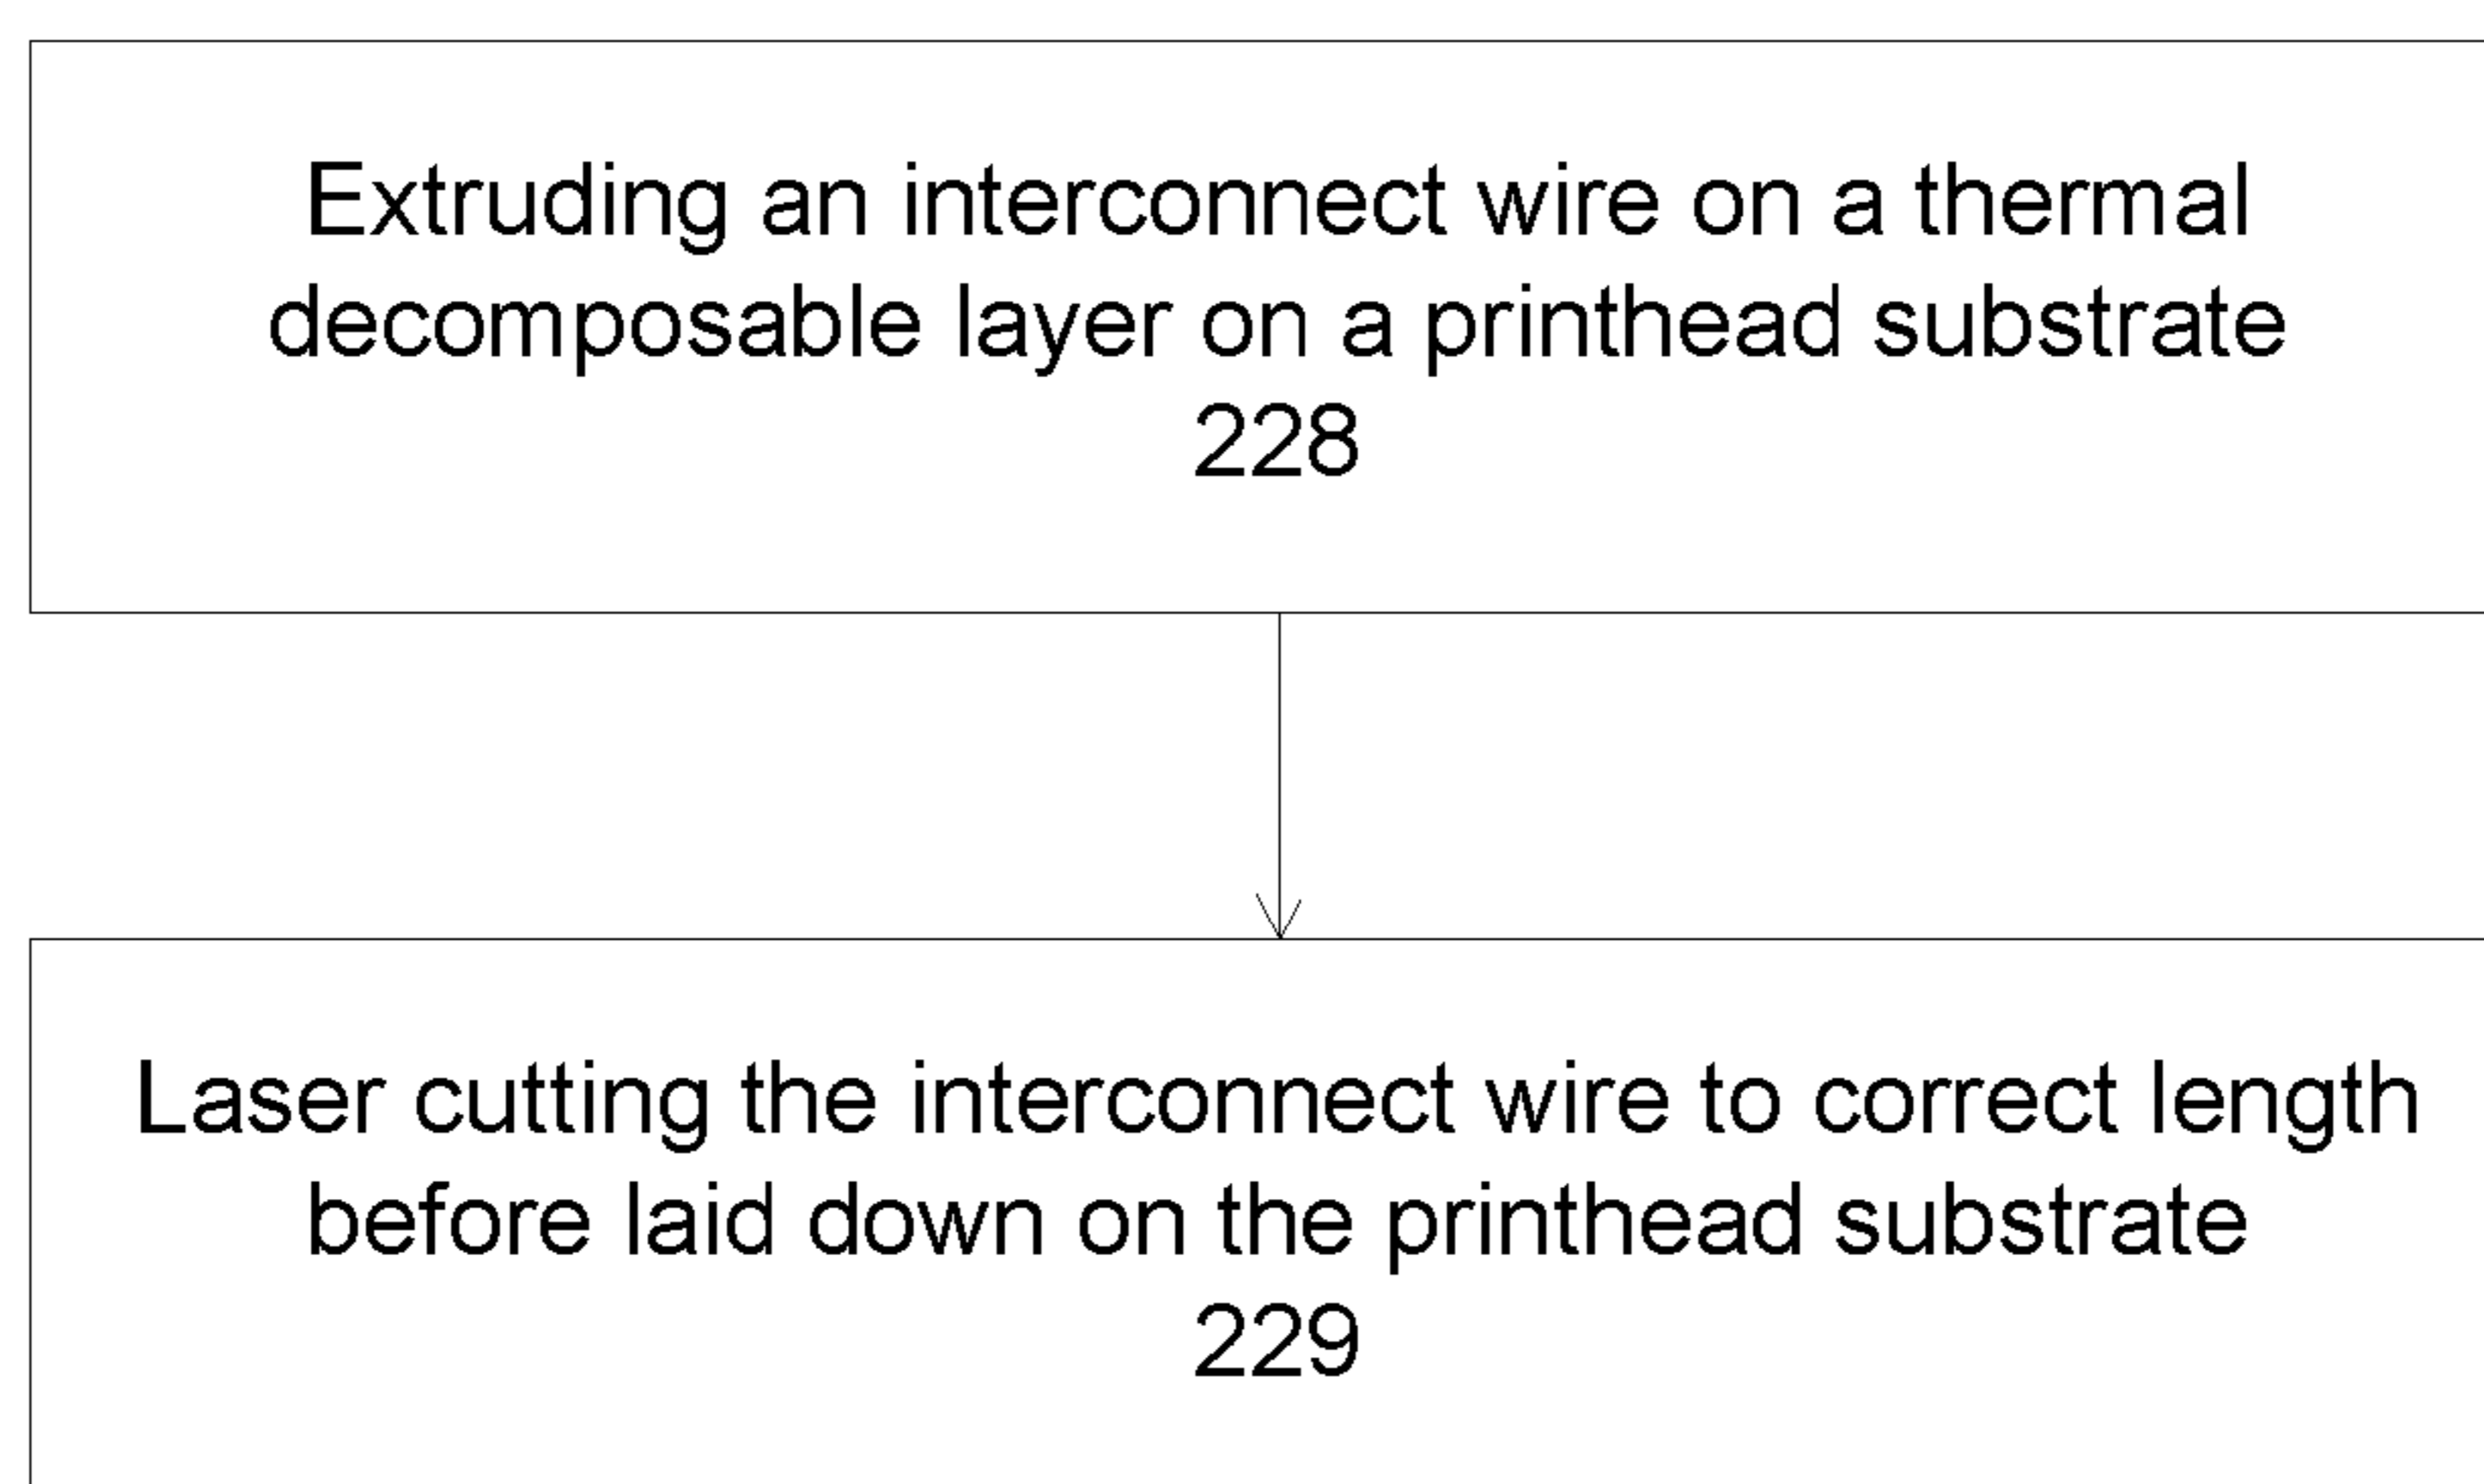 Extruding an interconnect wire on a thermal
decomposable layer on a printhead substrate
228
Laser cutting the interconnect wire to correct length
before laid down on the printhead substrate
229